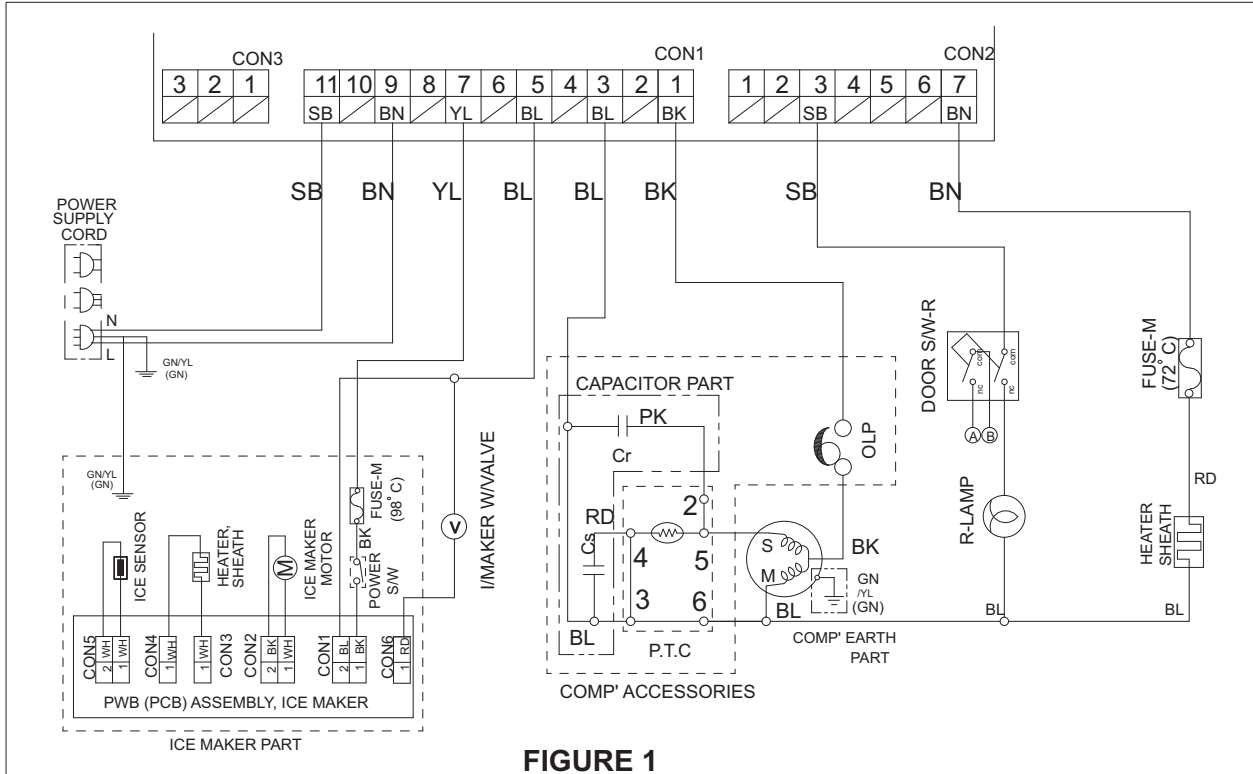 CON3
CON1
CON2
3 2 1
11 10 9 8 7 6 5 4 3 2 1
1 2 3 4 5 6 7
SB BN YL BL BL BK
SB BN
SB BN YL BL BL BK SB BN
POWER
SUPPLY
CORD
N
L
GN/YL
(GN)
GN/YL
(GN)
I/MAKER W/VALVE
V
CAPACITOR PART
PK
Cr
RD
Cs
2
4
5
3
6
BL
P.T.C
COMP' ACCESSORIES
OLP
S
M
BK
BL
GN
/YL
(GN)
COMP' EARTH
PART
DOOR S/W-R
com
com
nc
nc
A B
R-LAMP
BL
FUSE-M
(72˚ C)
RD
HEATER
SHEATH
BL
ICE SENSOR
HEATER,
SHEATH
ICE MAKER
MOTOR
M
FUSE-M
(98˚ C)
BK
POWER
S/W
CON5
2 WH
1 WH
CON4
1 WH
1 WH
CON3
CON2
2 BK
1 WH
CON1
2 BL
1 BK
CON6
1 RD
PWB (PCB) ASSEMBLY, ICE MAKER
ICE MAKER PART
FIGURE 1